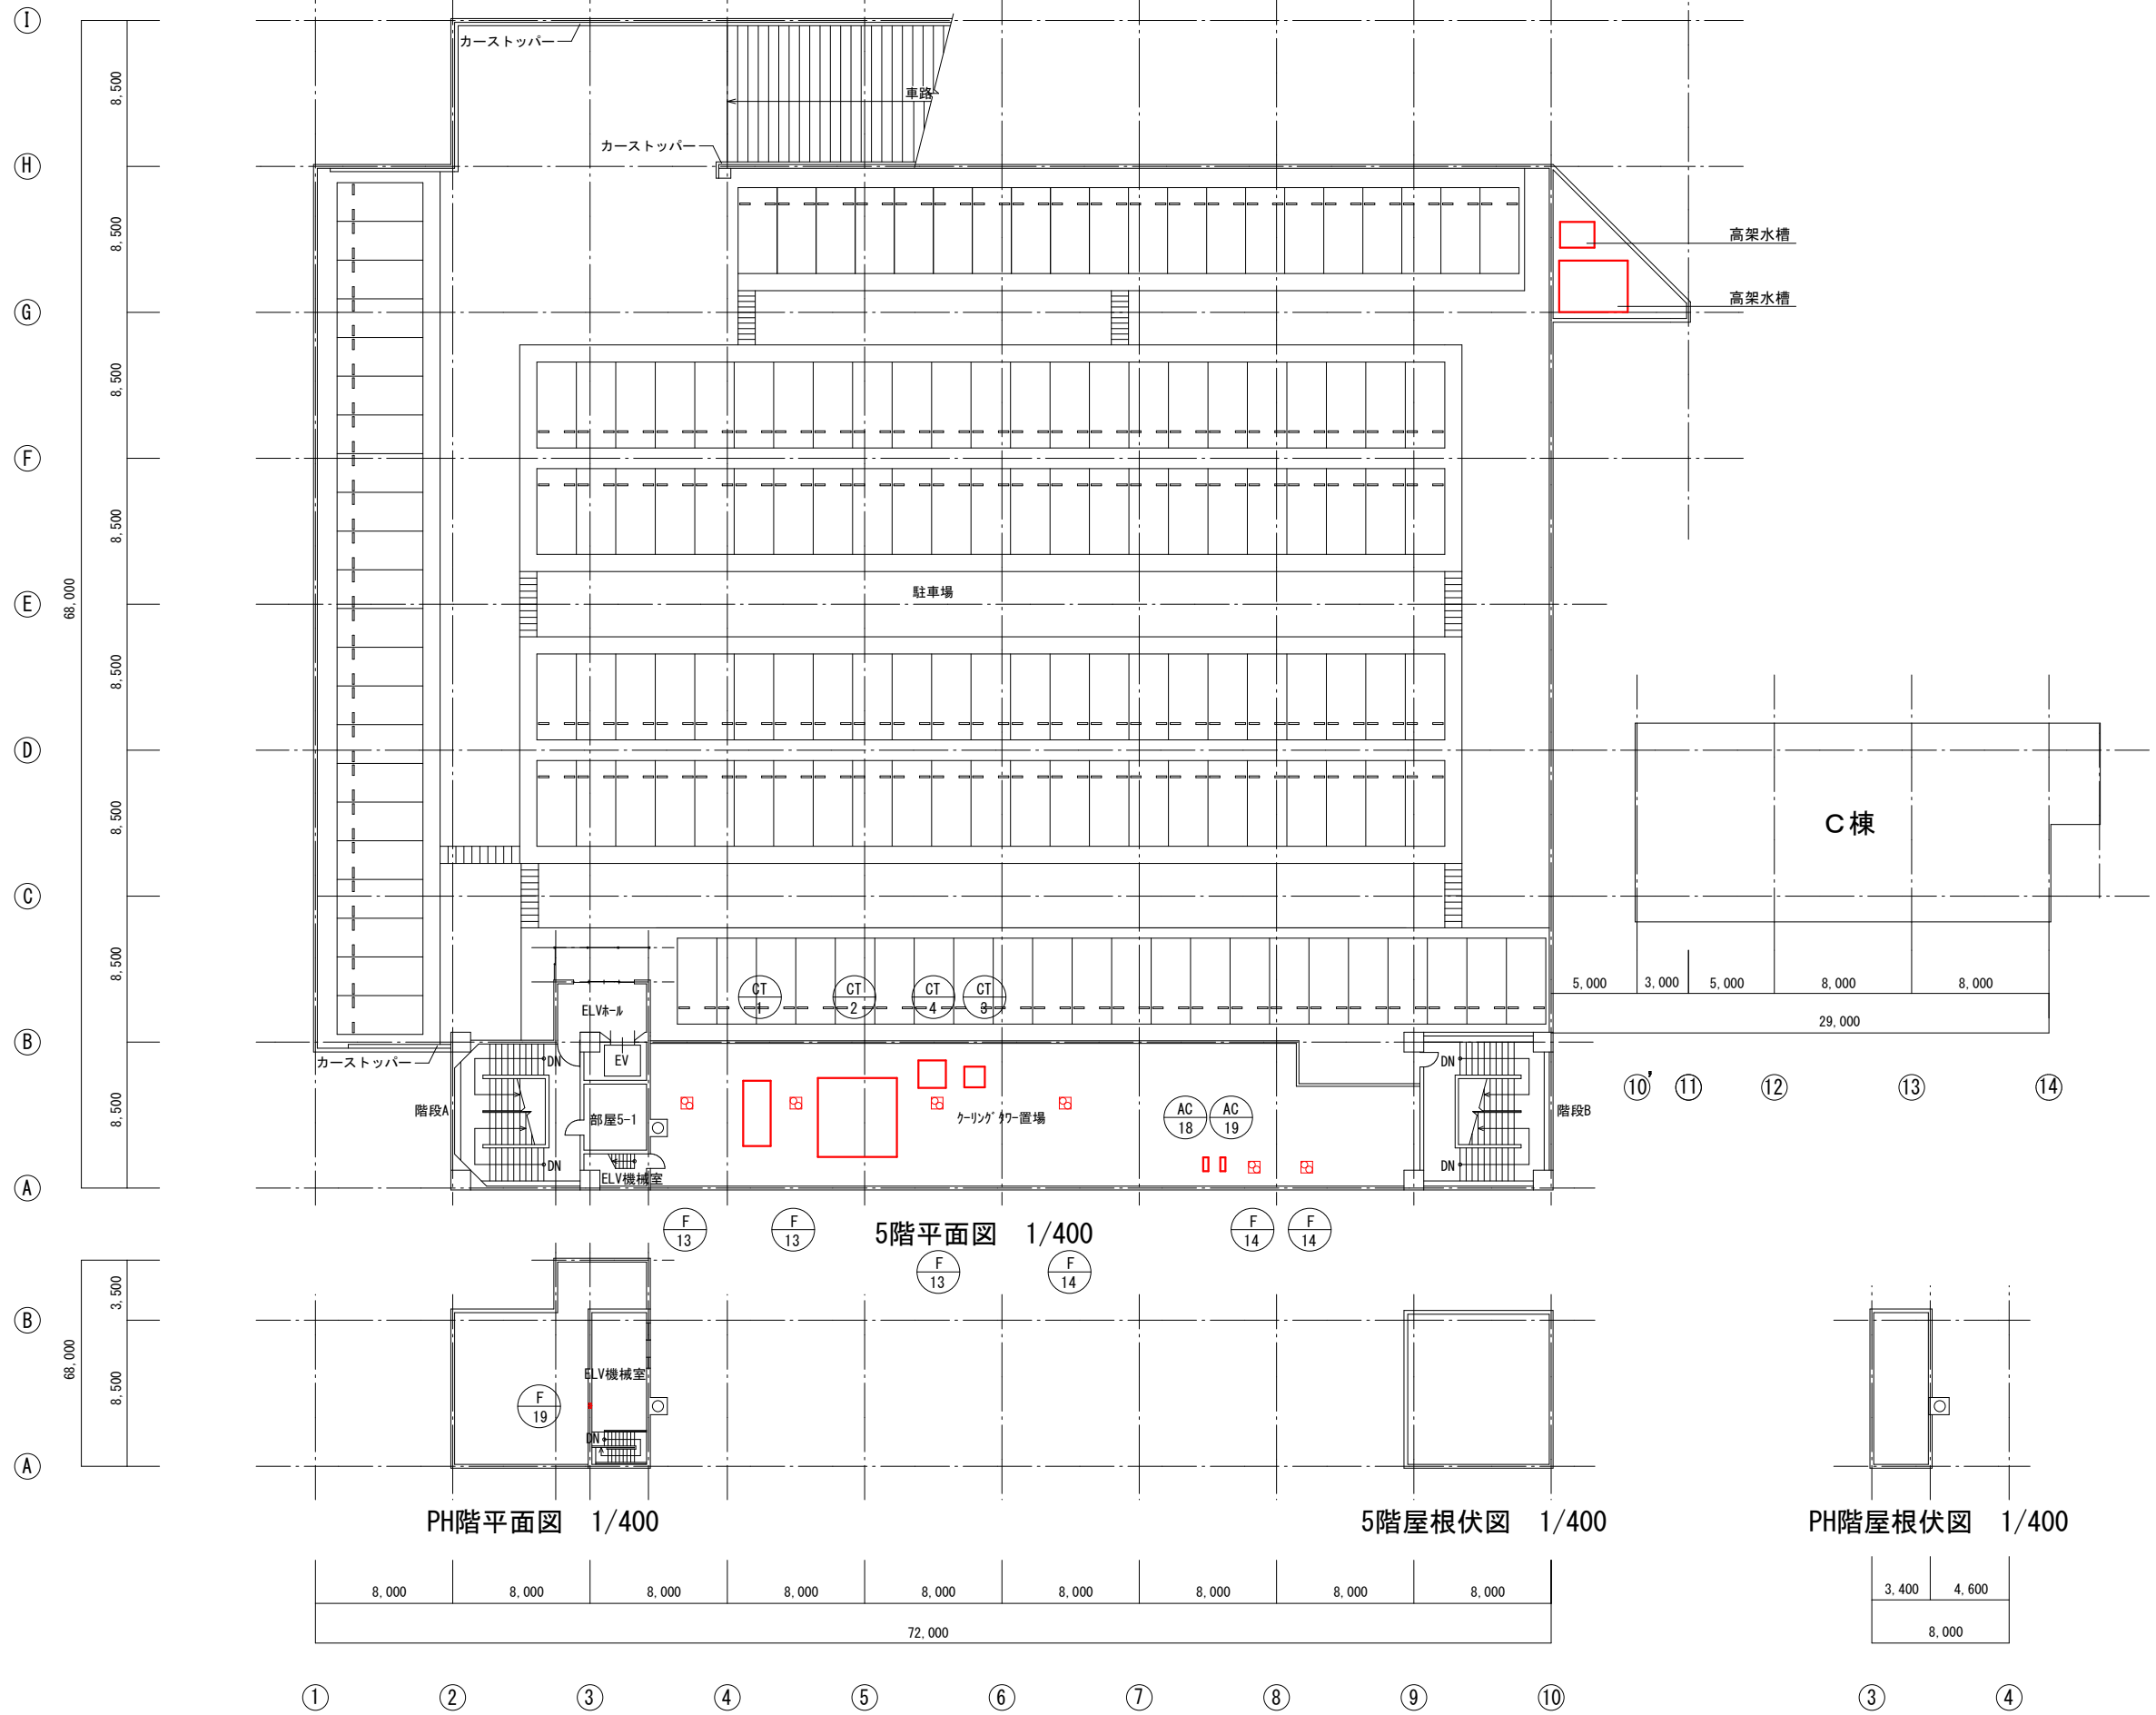 I
カーストッパー
8,500
車路
カーストッパー
H
8,500
高架水槽
高架水槽
G
8,500
F
8,500
68,000
E
駐車場
8,500
D
8,500
C棟
C
8,500
5,000 3,000 5,000 8,000 8,000
29,000
CT 1
CT 2
CT 4
CT 3
ELVホール
B
カーストッパー
DN
EV
DN
10' 11 12 13 14
8,500
階段A
部屋5-1
クーリングタワー置場
AC 18
AC 19
階段B
DN
DN
ELV機械室
A
F 13
F 13
5階平面図 1/400
F 14
F 14
F 13
F 14
3,500
B
68,000
8,500
ELV機械室
F 19
DN
A
PH階平面図 1/400
5階屋根伏図 1/400
PH階屋根伏図 1/400
8,000 8,000 8,000 8,000 8,000 8,000 8,000 8,000 8,000
3,400 4,600
72,000
8,000
1 2 3 4 5 6 7 8 9 10
3 4